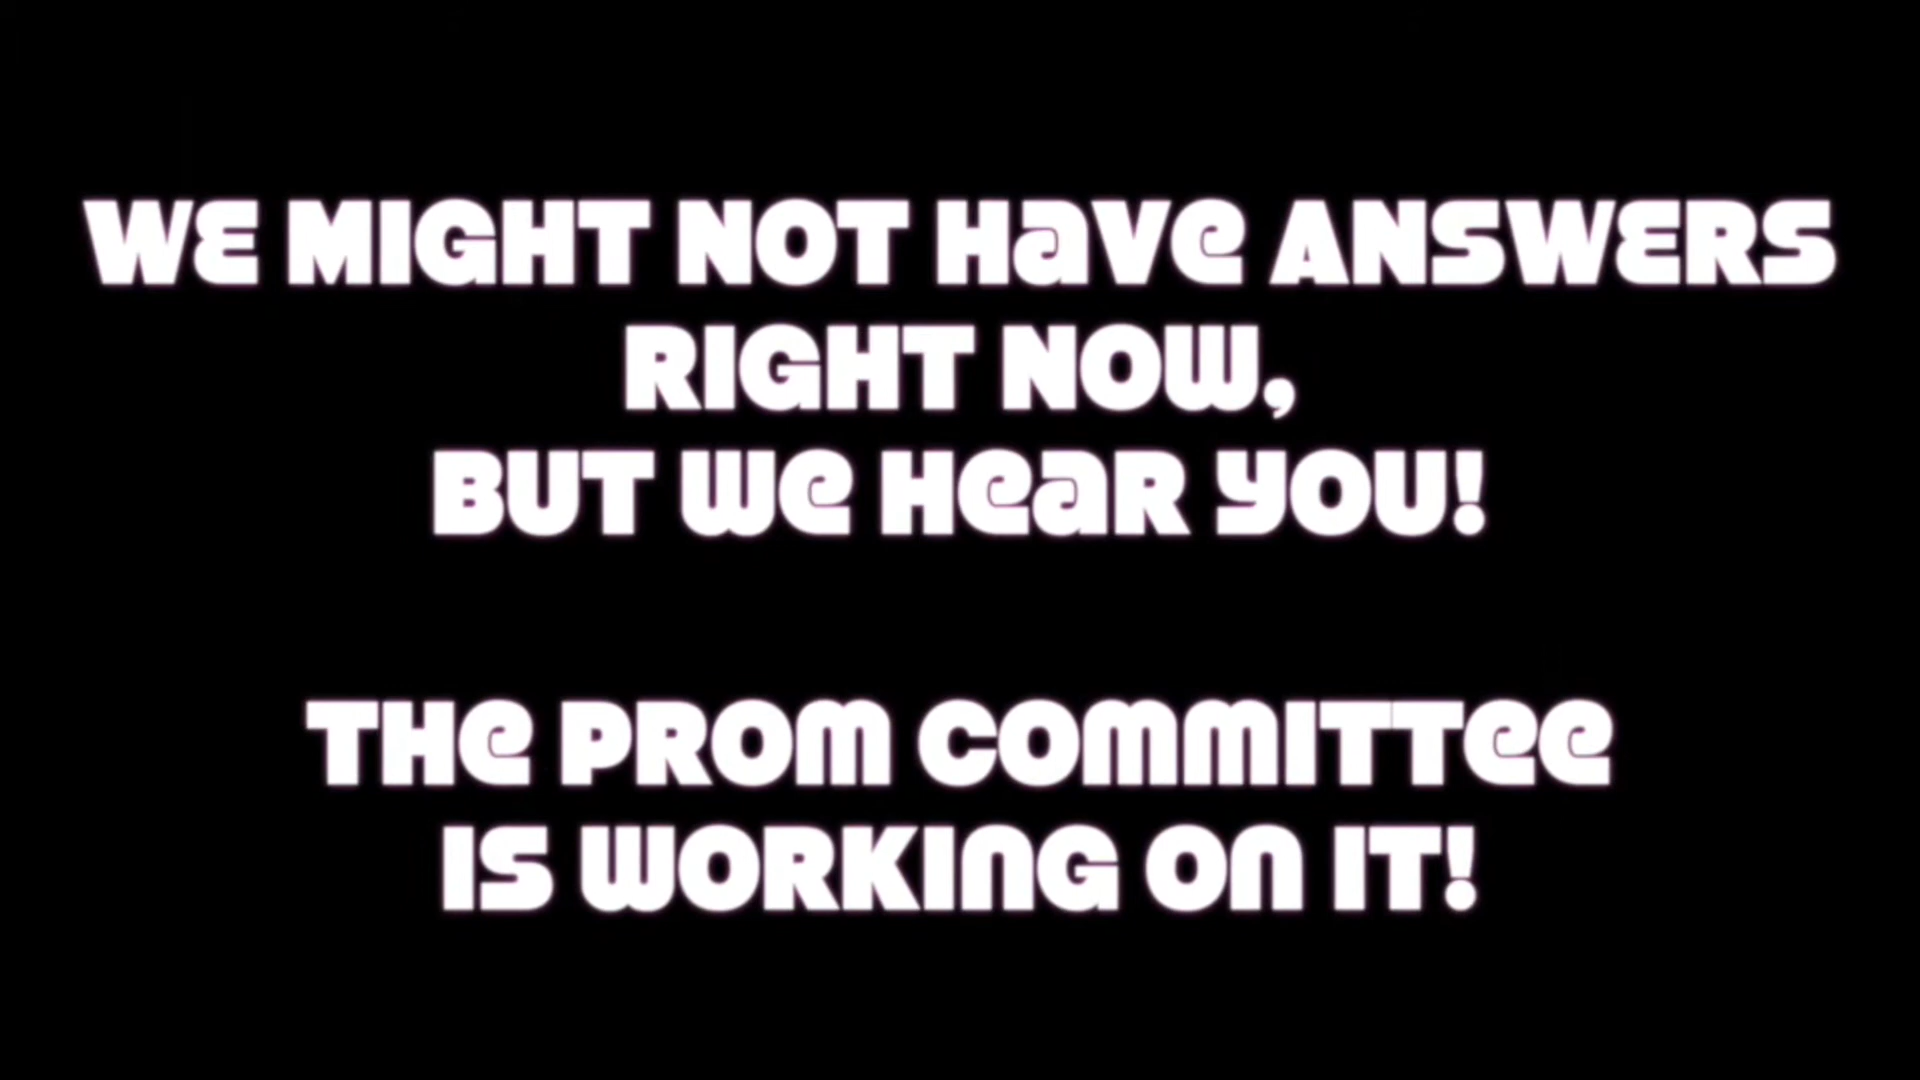 WE MIGHT NOT HaVe ANSWERS
RIGHT NOW,
BUT We HeaR YOU!
THe PROM COMMITTee
IS WORKING ON IT!